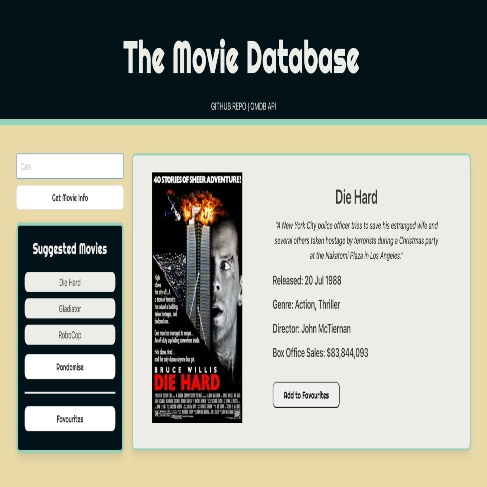 The Movie Database
GITHUB REPO | OMDB API
Cars
Get Movie Info
Suggested Movies
Die Hard
Gladiator
RoboCop
Randomise
Favourites
40 STORIES OF SHEER ADVENTURE!
BRUCE WILLIS
DIE HARD
Die Hard
"A New York City police officer tries to save his estranged wife and
several others taken hostage by terrorists during a Christmas party
at the Nakatomi Plaza in Los Angeles."
Released: 20 Jul 1988
Genre: Action, Thriller
Director: John McTiernan
Box Office Sales: $83,844,093
Add to Favourites